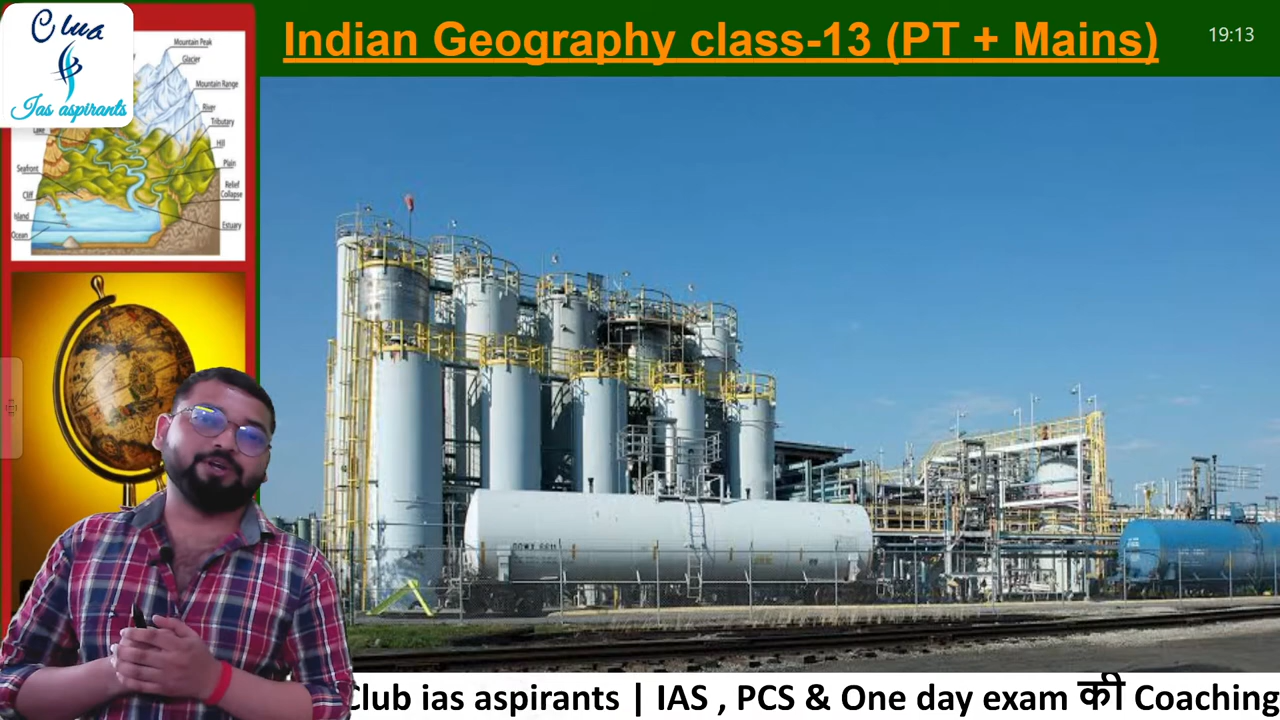 Clua
Ias aspirants
Indian Geography class-13 (PT + Mains)
19:13
Mountain Peak
Glacier
Mountain Range
River
Tributary
Lake
Hill
Plain
Seafront
Relief
Collapse
Cliff
Island
Estuary
Ocean
Club ias aspirants | IAS , PCS & One day exam की Coaching